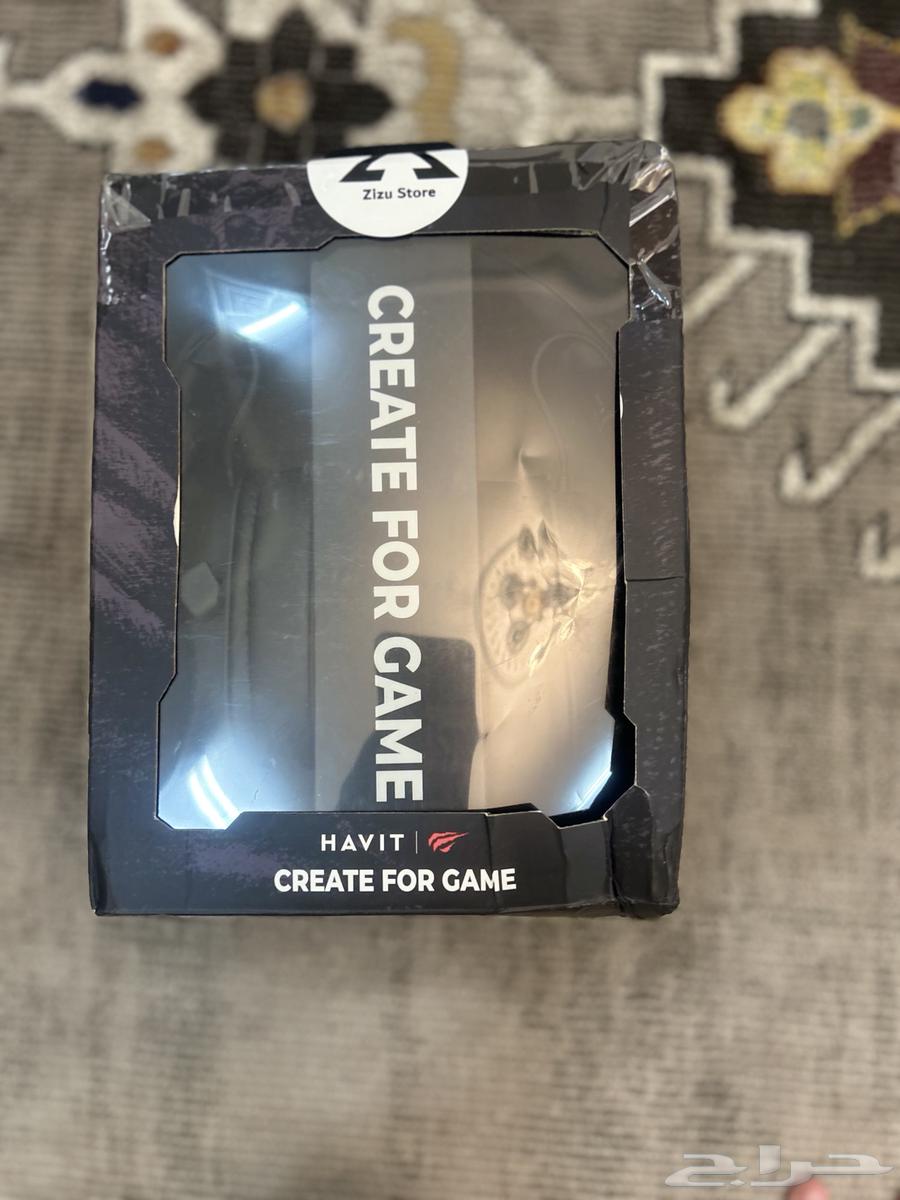 Zizu Store
CREATE FOR GAME
HAVIT
CREATE FOR GAME
حراج